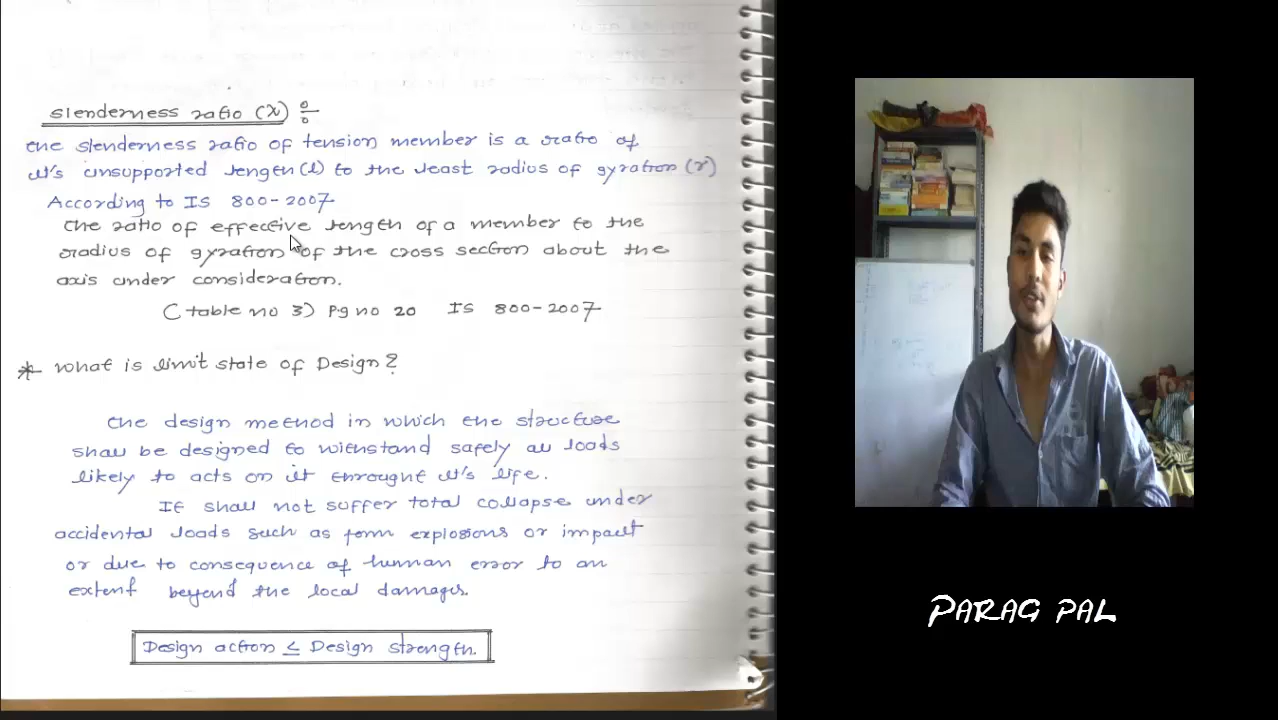 Slenderness ratio (λ) :-
The slenderness ratio of tension member is a ratio of
it's unsupported length (l) to the least radius of gyration (r)
According to IS 800-2007
The ratio of effective length of a member to the
radius of gyration of the cross section about the
axis under consideration.
(table no 3) Pg no 20 IS 800-2007
* What is limit state of Design?
The design method in which the structure
shall be designed to withstand safely all loads
likely to acts on it throught it's life.
It shall not suffer total collapse under
accidental loads such as form explosions or impact
or due to consequence of human error to an
extent beyend the local damages.
Design action ≤ Design strength.
PARAG PAL